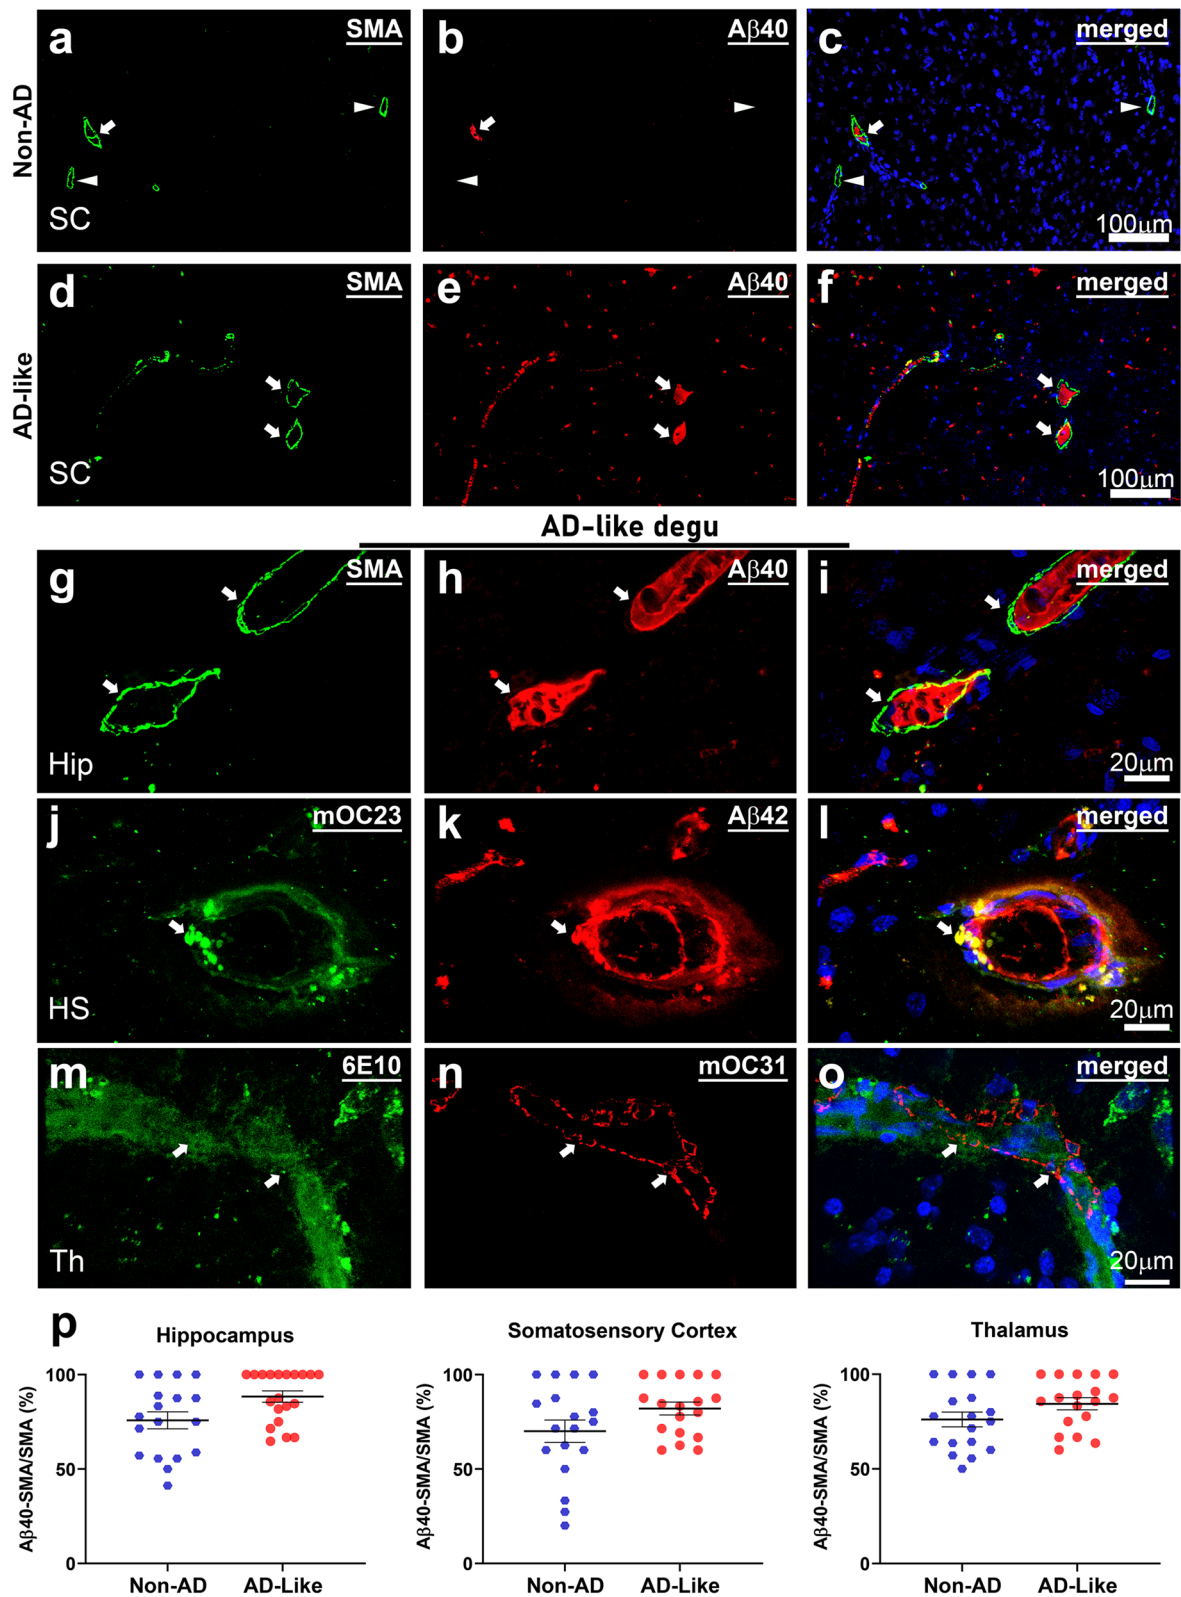 a SMA
b Aβ40
c merged
Non-AD
SC
100μm
d SMA
e Aβ40
f merged
AD-like
SC
100μm
AD-like degu
g SMA
h Aβ40
i merged
Hip
20μm
j mOC23
k Aβ42
l merged
HS
20μm
m 6E10
n mOC31
o merged
Th
20μm
p
Hippocampus
Aβ40-SMA/SMA (%)
100
50
0
Non-AD AD-Like
Somatosensory Cortex
Aβ40-SMA/SMA (%)
100
50
0
Non-AD AD-Like
Thalamus
Aβ40-SMA/SMA (%)
100
50
0
Non-AD AD-Like